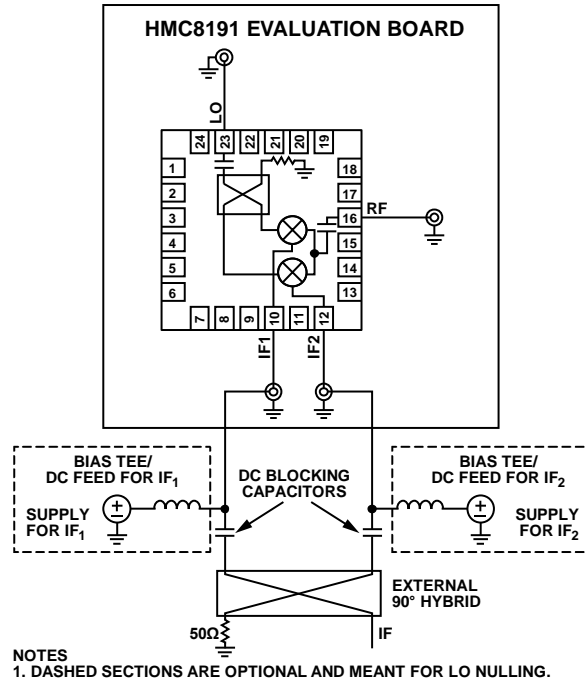 HMC8191 EVALUATION BOARD
LO
24 23 22 21 20 19
1
2
3
4
5
6
18
17
16
15
14
13
RF
7 8 9 10 11 12
IF1
IF2
BIAS TEE/
DC FEED FOR IF1
SUPPLY
FOR IF1
DC BLOCKING
CAPACITORS
BIAS TEE/
DC FEED FOR IF2
SUPPLY
FOR IF2
EXTERNAL
90° HYBRID
50Ω
IF
NOTES
1. DASHED SECTIONS ARE OPTIONAL AND MEANT FOR LO NULLING.